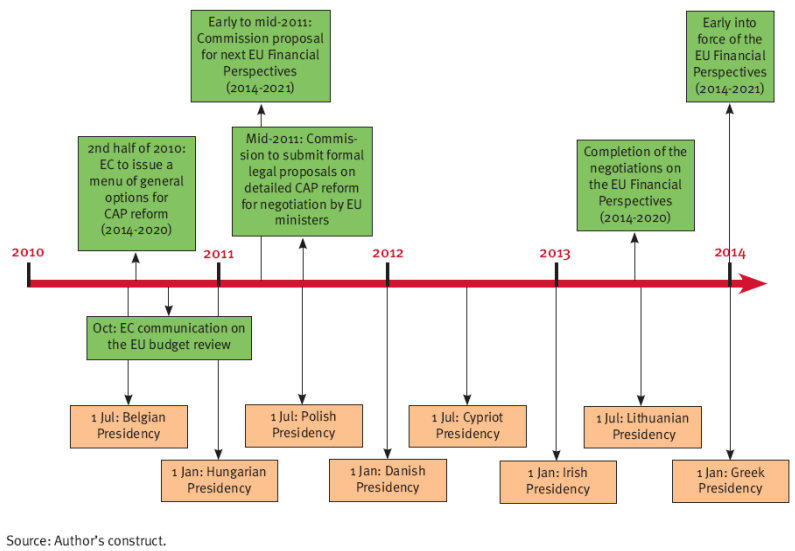 Early to mid-2011:
Commission proposal
for next EU Financial
Perspectives
(2014-2021)
Early into
force of the
EU Financial
Perspectives
(2014-2021)
2nd half of 2010:
EC to issue a
menu of general
options for
CAP reform
(2014-2020)
Mid-2011: Commis-
sion to submit formal
legal proposals on
detailed CAP reform
for negotiation by EU
ministers
Completion of the
negotiations on
the EU Financial
Perspectives
(2014-2020)
2010
2011
2012
2013
2014
Oct: EC communication on
the EU budget review
1 Jul: Belgian
Presidency
1 Jul: Polish
Presidency
1 Jul: Cypriot
Presidency
1 Jul: Lithuanian
Presidency
1 Jan: Hungarian
Presidency
1 Jan: Danish
Presidency
1 Jan: Irish
Presidency
1 Jan: Greek
Presidency
Source: Author's construct.